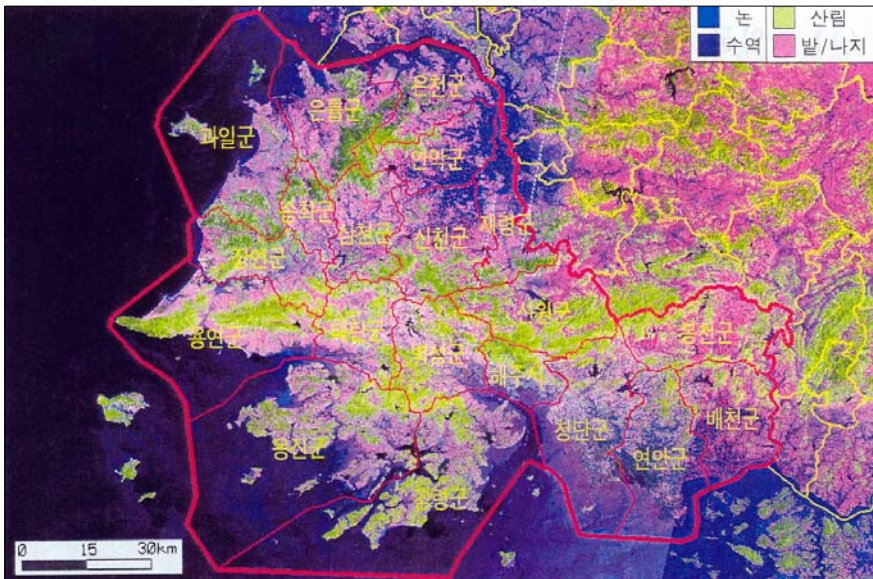 논 산림
수역 밭/나지
은천군
은률군
과일군
안악군
송화군
삼천군
신천군
재령군
장연군
신원군
용연군
태탄군
벽성군
봉천군
해주시
청단군
배천군
연안군
옹진군
강령군
0 15 30km